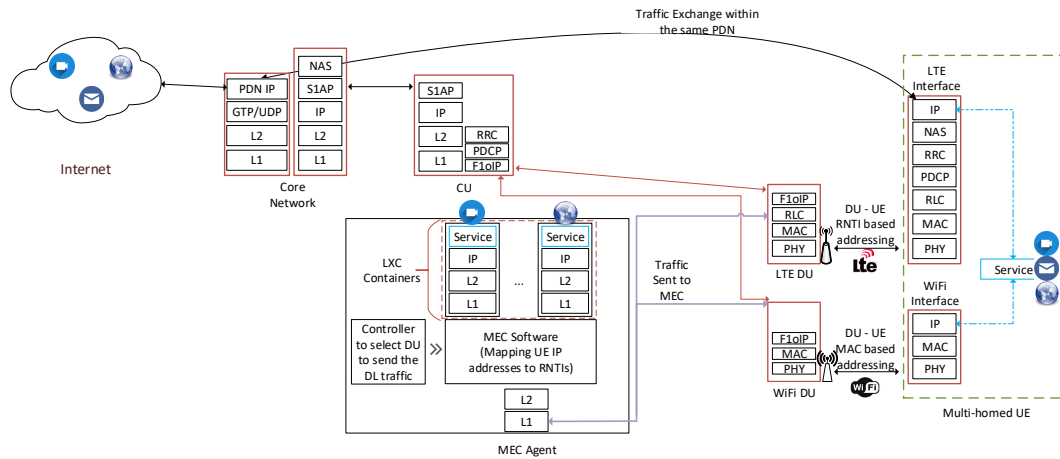 Traffic Exchange within
the same PDN
Internet
PDN IP
GTP/UDP
L2
L1
NAS
S1AP
IP
L2
L1
Core
Network
S1AP
IP
L2
L1
RRC
PDCP
F1oIP
CU
LXC
Containers
Service
IP
L2
L1
...
Service
IP
L2
L1
Controller
to select DU
to send the
DL traffic
MEC Software
(Mapping UE IP
addresses to RNTIs)
L2
L1
MEC Agent
Traffic
Sent to
MEC
F1oIP
RLC
MAC
PHY
LTE DU
DU - UE
RNTI based
addressing
Lte
F1oIP
MAC
PHY
WiFi DU
DU - UE
MAC based
addressing
WiFi
LTE
Interface
IP
NAS
RRC
PDCP
RLC
MAC
PHY
Service
WiFi
Interface
IP
MAC
PHY
Multi-homed UE